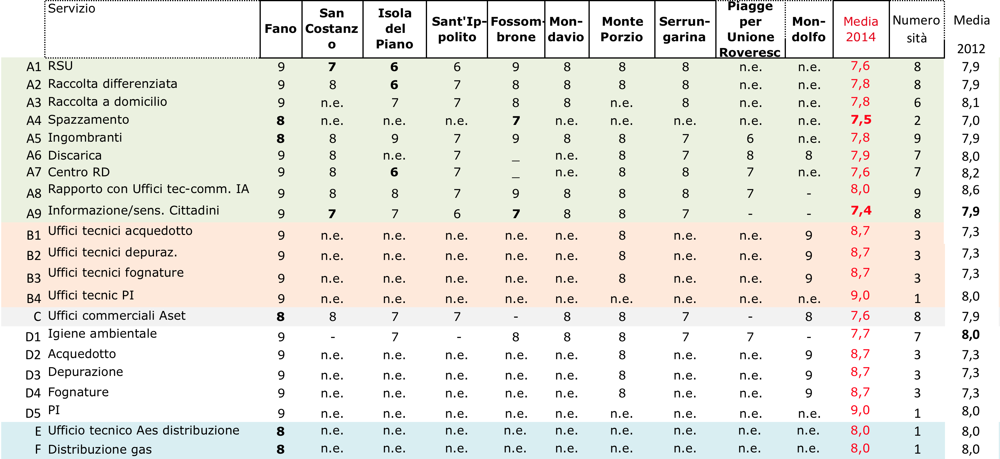 Servizio Fano San Costanz o Isola del Piano Sant'Ip- polito Fossom- brone Mon- davio Monte Porzio Serrun- garina Piagge per Unione Roveresc Mon- dolfo Media 2014 Numero sità Media 2012
A1 RSU 9 7 6 6 9 8 8 8 n.e. n.e. 7,6 8 7,9
A2 Raccolta differenziata 9 8 6 7 8 8 8 8 n.e. n.e. 7,8 8 7,9
A3 Raccolta a domicilio 9 n.e. 7 7 8 8 n.e. 8 n.e. n.e. 7,8 6 8,1
A4 Spazzamento 8 n.e. n.e. n.e. 7 n.e. n.e. n.e. n.e. n.e. 7,5 2 7,0
A5 Ingombranti 8 8 9 7 9 8 8 7 6 n.e. 7,8 9 7,9
A6 Discarica 9 8 n.e. 7 _ n.e. 8 7 8 8 7,9 7 8,0
A7 Centro RD 9 8 6 7 _ n.e. 8 8 7 n.e. 7,6 7 8,2
A8 Rapporto con Uffici tec-comm. IA 9 8 8 7 9 8 8 8 7 - 8,0 9 8,6
A9 Informazione/sens. Cittadini 9 7 7 6 7 8 8 7 - - 7,4 8 7,9
B1 Uffici tecnici acquedotto 9 n.e. n.e. n.e. n.e. n.e. 8 n.e. n.e. 9 8,7 3 7,3
B2 Uffici tecnici depuraz. 9 n.e. n.e. n.e. n.e. n.e. 8 n.e. n.e. 9 8,7 3 7,3
B3 Uffici tecnici fognature 9 n.e. n.e. n.e. n.e. n.e. 8 n.e. n.e. 9 8,7 3 7,3
B4 Uffici tecnic PI 9 n.e. n.e. n.e. n.e. n.e. n.e. n.e. n.e. n.e. 9,0 1 8,0
C Uffici commerciali Aset 8 8 7 7 - 8 8 7 - 8 7,6 8 7,9
D1 Igiene ambientale 9 - 7 - 8 8 8 7 7 - 7,7 7 8,0
D2 Acquedotto 9 n.e. n.e. n.e. n.e. n.e. 8 n.e. n.e. 9 8,7 3 7,3
D3 Depurazione 9 n.e. n.e. n.e. n.e. n.e. 8 n.e. n.e. 9 8,7 3 7,3
D4 Fognature 9 n.e. n.e. n.e. n.e. n.e. 8 n.e. n.e. 9 8,7 3 7,3
D5 PI 9 n.e. n.e. n.e. n.e. n.e. n.e. n.e. n.e. n.e. 9,0 1 8,0
E Ufficio tecnico Aes distribuzione 8 n.e. n.e. n.e. n.e. n.e. n.e. n.e. n.e. n.e. 8,0 1 8,0
F Distribuzione gas 8 n.e. n.e. n.e. n.e. n.e. n.e. n.e. n.e. n.e. 8,0 1 8,0